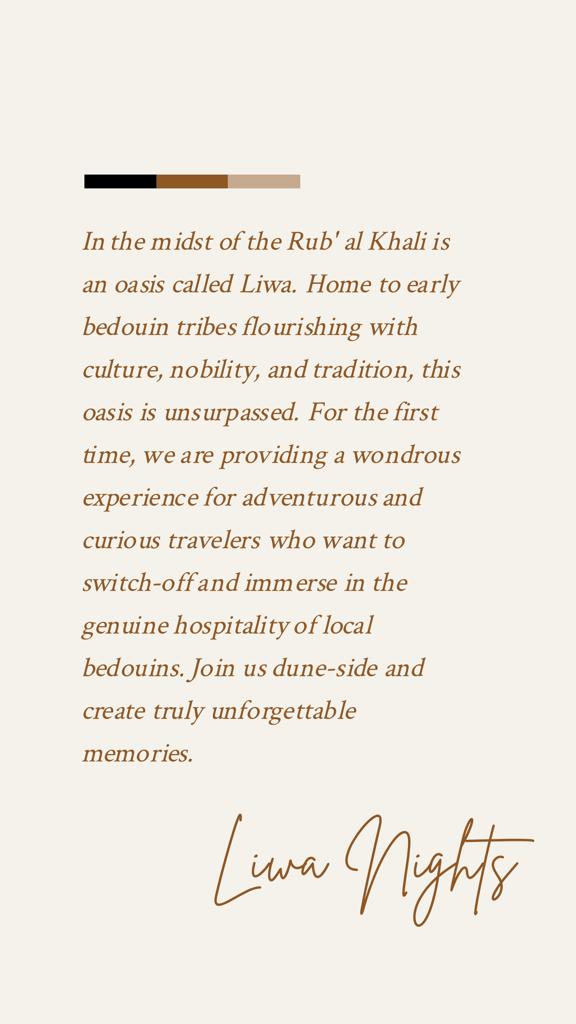 In the midst of the Rub' al Khali is
an oasis called Liwa. Home to early
bedouin tribes flourishing with
culture, nobility, and tradition, this
oasis is unsurpassed. For the first
time, we are providing a wondrous
experience for adventurous and
curious travelers who want to
switch-off and immerse in the
genuine hospitality of local
bedouins. Join us dune-side and
create truly unforgettable
memories.
Liwa Nights